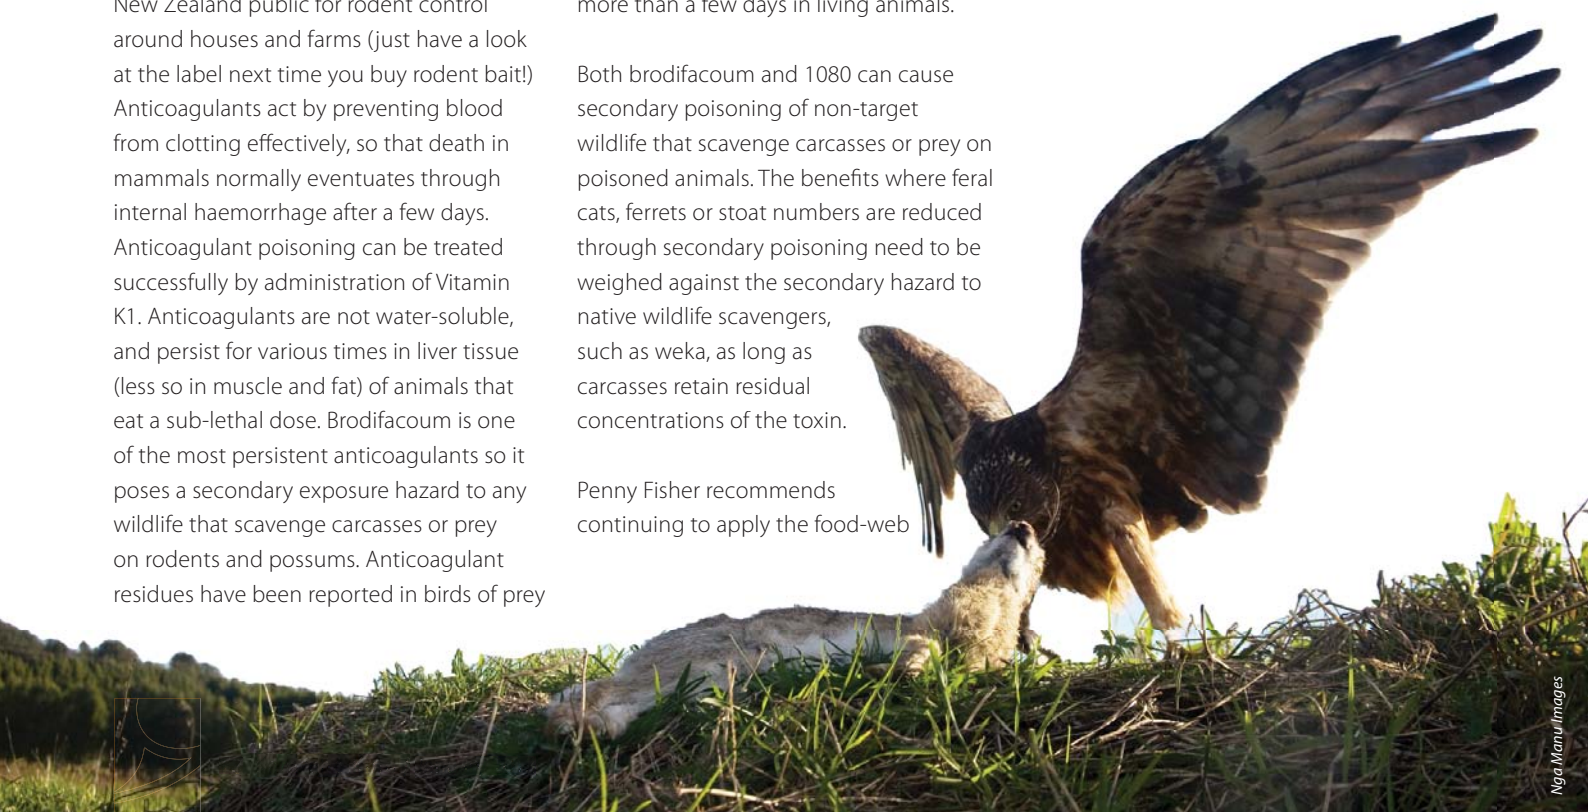 New Zealand public for rodent control
around houses and farms (just have a look
at the label next time you buy rodent bait!)
Anticoagulants act by preventing blood
from clotting effectively, so that death in
mammals normally eventuates through
internal haemorrhage after a few days.
Anticoagulant poisoning can be treated
successfully by administration of Vitamin
K1. Anticoagulants are not water-soluble,
and persist for various times in liver tissue
(less so in muscle and fat) of animals that
eat a sub-lethal dose. Brodifacoum is one
of the most persistent anticoagulants so it
poses a secondary exposure hazard to any
wildlife that scavenge carcasses or prey
on rodents and possums. Anticoagulant
residues have been reported in birds of prey
more than a few days in living animals.
Both brodifacoum and 1080 can cause
secondary poisoning of non-target
wildlife that scavenge carcasses or prey on
poisoned animals. The benefits where feral
cats, ferrets or stoat numbers are reduced
through secondary poisoning need to be
weighed against the secondary hazard to
native wildlife scavengers,
such as weka, as long as
carcasses retain residual
concentrations of the toxin.
Penny Fisher recommends
continuing to apply the food-web
Nga Manu Images